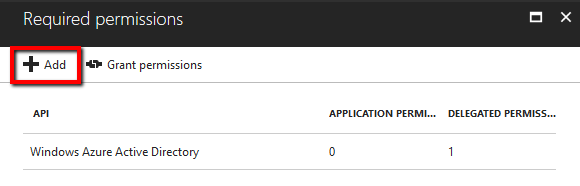 Required permissions
Add Grant permissions
API APPLICATION PERMI... DELEGATED PERMISS...
Windows Azure Active Directory 0 1